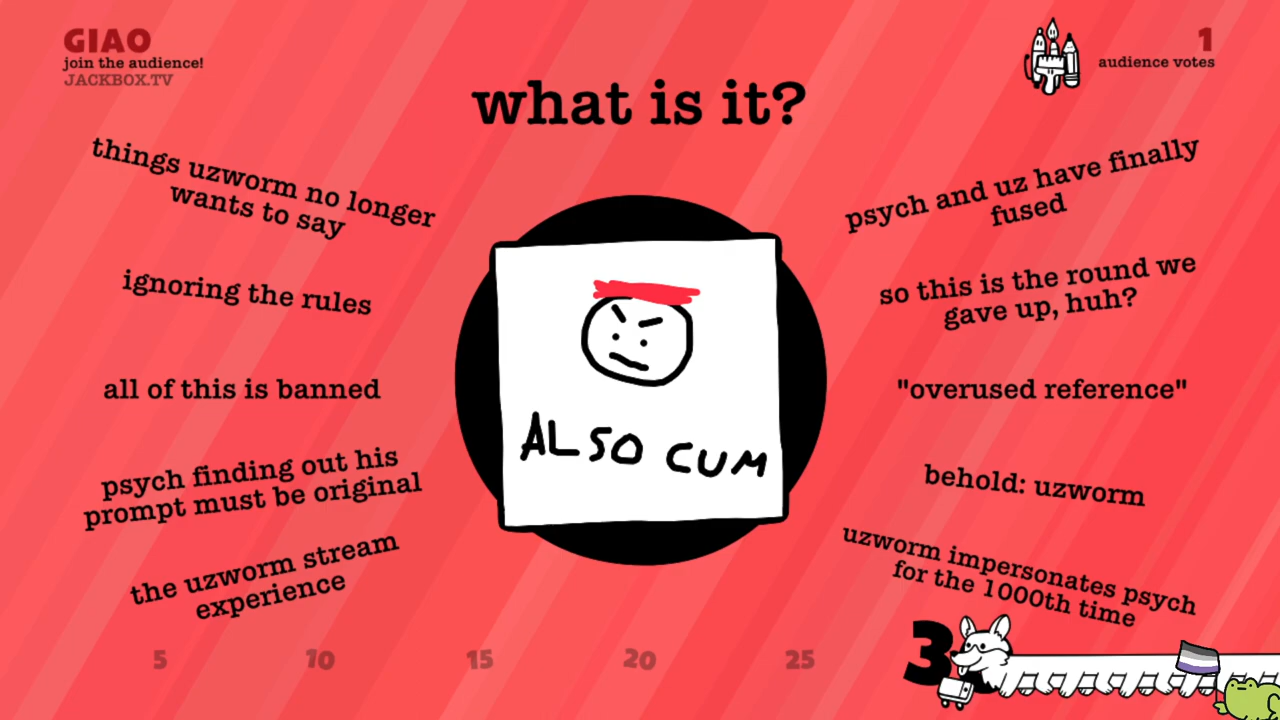 GIAO
join the audience!
JACKBOX.TV
1
audience votes
what is it?
things uzworm no longer
wants to say
ignoring the rules
all of this is banned
psych finding out his
prompt must be original
the uzworm stream
experience
ALSO CUM
psych and uz have finally
fused
so this is the round we
gave up, huh?
"overused reference"
behold: uzworm
uzworm impersonates psych
for the 1000th time
5 10 15 20 25 3